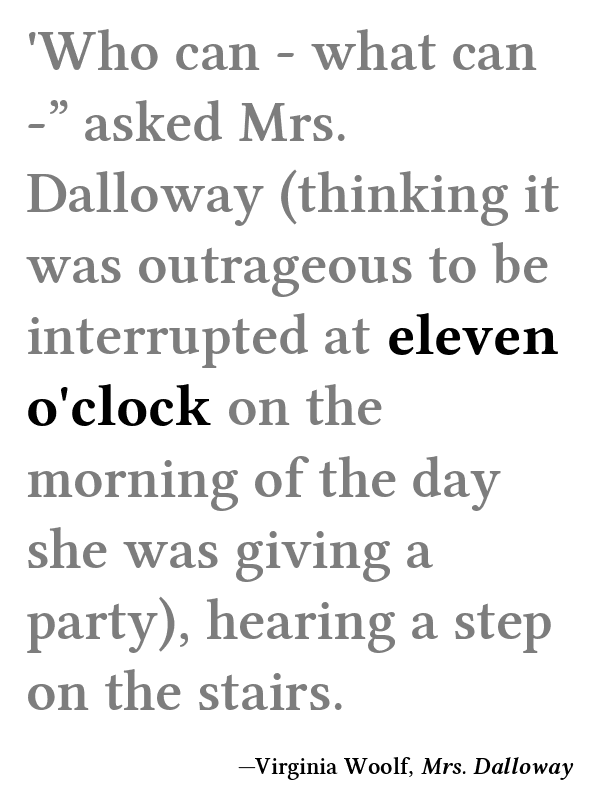 'Who can - what can
-” asked Mrs.
Dalloway (thinking it
was outrageous to be
interrupted at eleven
o'clock on the
morning of the day
she was giving a
party), hearing a step
on the stairs.
—Virginia Woolf, Mrs. Dalloway